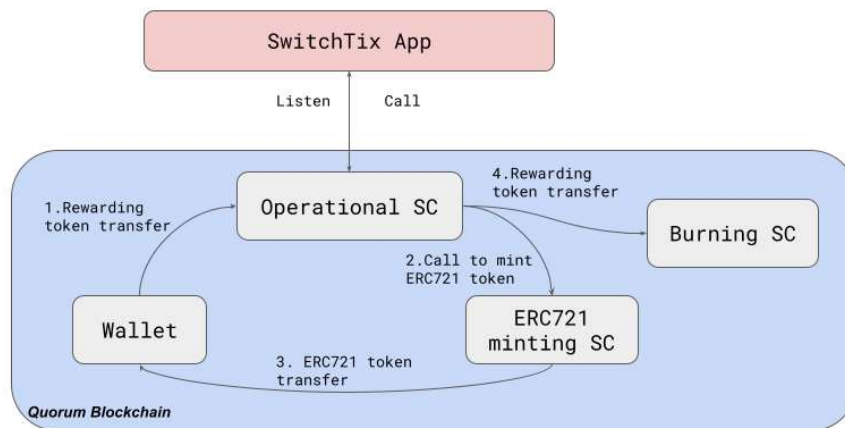 SwitchTix App
Listen
Call
1.Rewarding
token transfer
Operational SC
4.Rewarding
token transfer
Burning SC
2.Call to mint
ERC721 token
Wallet
ERC721
minting SC
3. ERC721 token
transfer
Quorum Blockchain